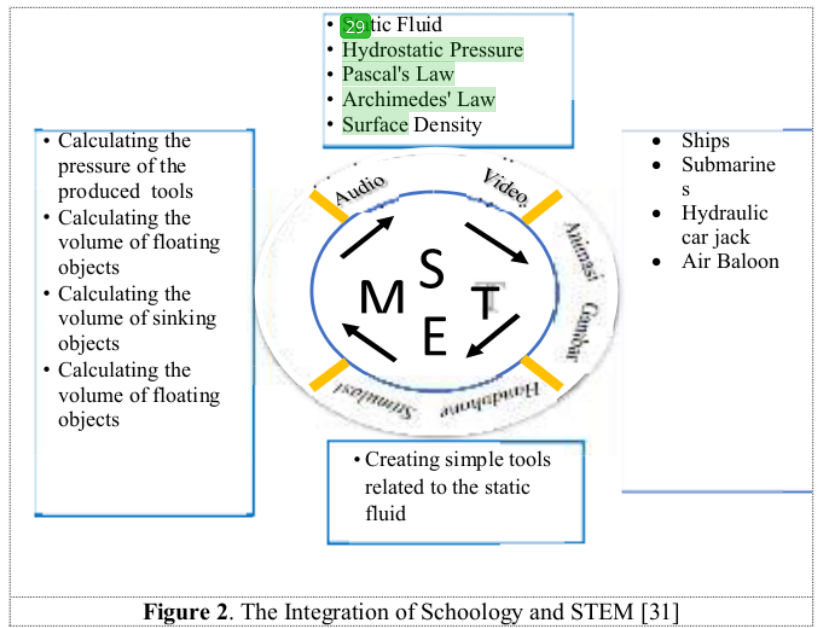 • Static Fluid
29
• Hydrostatic Pressure
• Pascal's Law
• Archimedes' Law
• Surface Density
• Calculating the
pressure of the
produced tools
• Calculating the
volume of floating
objects
• Calculating the
volume of sinking
objects
• Calculating the
volume of floating
objects
Audio
Video
Animasi
Gambar
Handphone
Simulasi
S
T
E
M
• Ships
• Submarine
s
• Hydraulic
car jack
• Air Baloon
• Creating simple tools
related to the static
fluid
Figure 2. The Integration of Schoology and STEM [31]